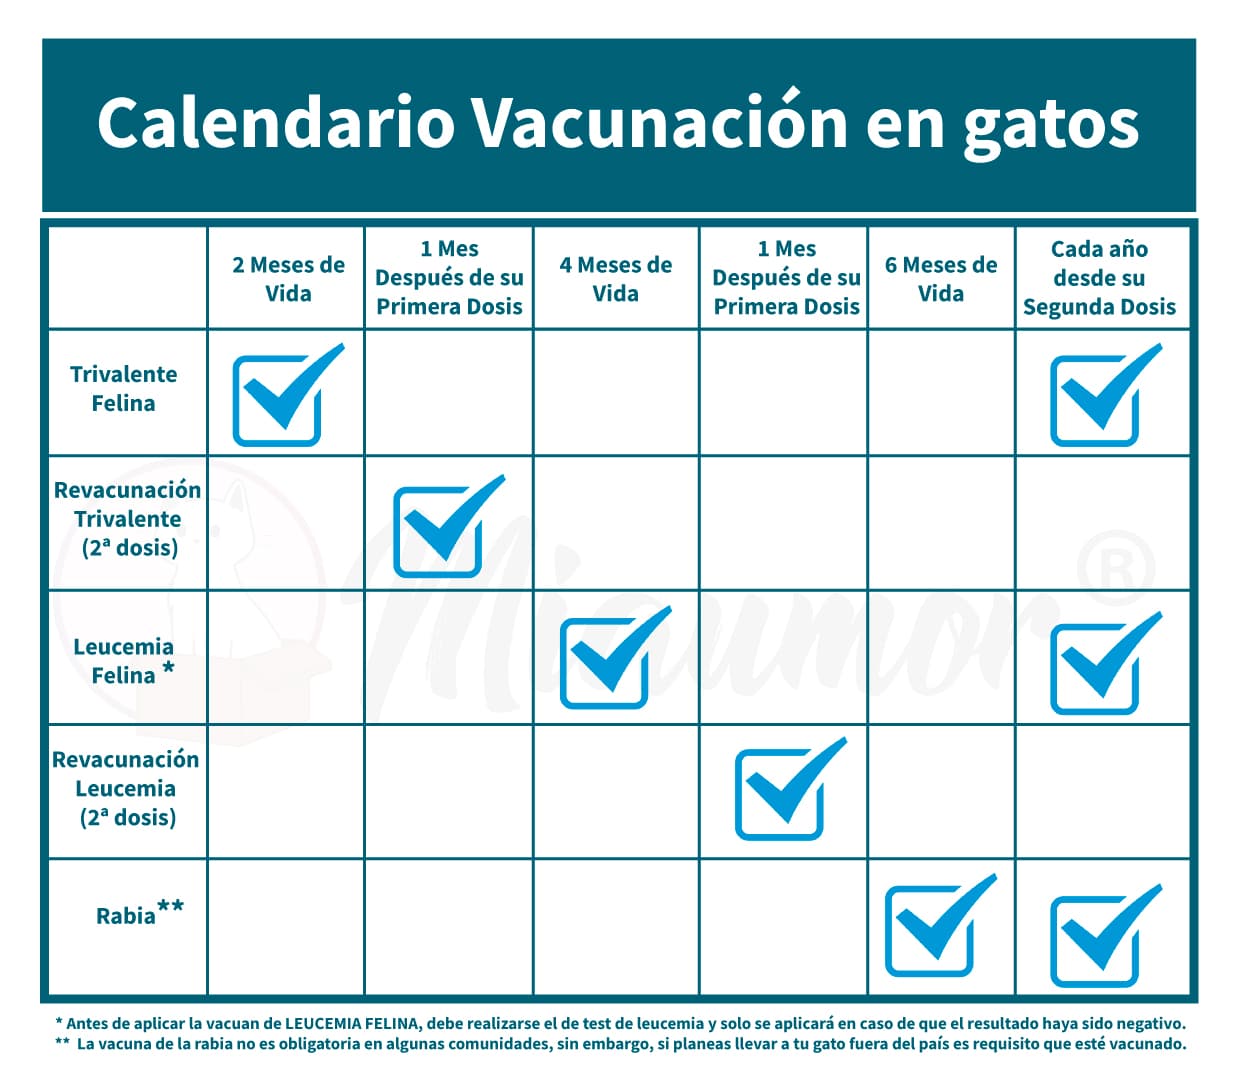 Calendario Vacunación en gatos
2 Meses de
Vida
1 Mes
Después de su
Primera Dosis
4 Meses de
Vida
1 Mes
Después de su
Primera Dosis
6 Meses de
Vida
Cada año
desde su
Segunda Dosis
Trivalente
Felina
Revacunación
Trivalente
(2ª dosis)
Leucemia
Felina *
Revacunación
Leucemia
(2ª dosis)
Rabia**
Miaumor®
* Antes de aplicar la vacuan de LEUCEMIA FELINA, debe realizarse el de test de leucemia y solo se aplicará en caso de que el resultado haya sido negativo.
** La vacuna de la rabia no es obligatoria en algunas comunidades, sin embargo, si planeas llevar a tu gato fuera del país es requisito que esté vacunado.